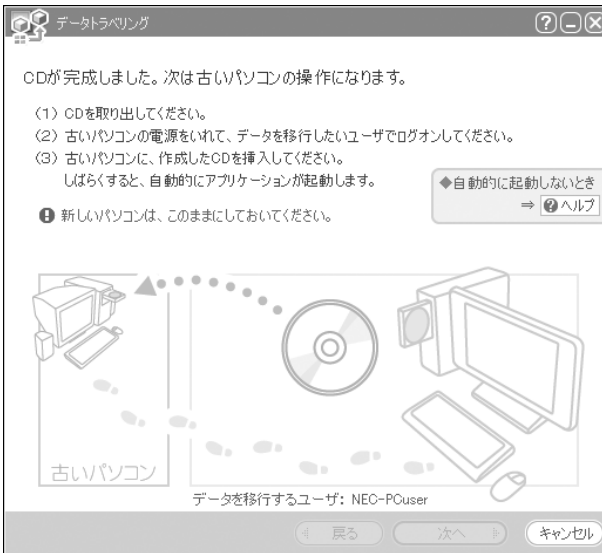 データトラベリング
CDが完成しました。次は古いパソコンの操作になります。
(1) CDを取り出してください。
(2) 古いパソコンの電源をいれて、データを移行したいユーザでログオンしてください。
(3) 古いパソコンに、作成したCDを挿入してください。
しばらくすると、自動的にアプリケーションが起動します。
◆自動的に起動しないとき
⇒ ?ヘルプ
! 新しいパソコンは、このままにしておいてください。
古いパソコン
データを移行するユーザ: NEC-PCuser
戻る 次へ キャンセル